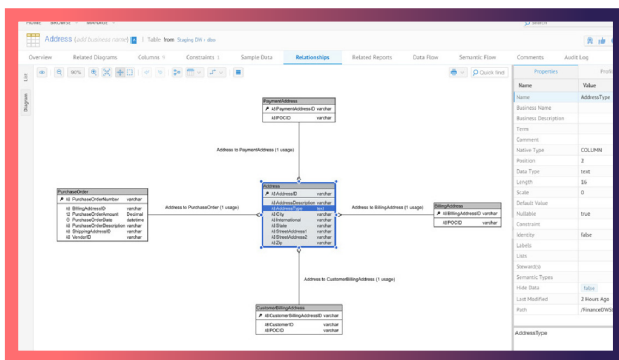 Search
Address (add business name) | Table from Staging DW › dbo
Overview Related Diagrams Columns Constraints Sample Data Relationships Related Reports Data Flow Semantic Flow Comments Audit Log
List
Diagram
Quick find
Properties
Name Value
Name AddressType
Business Name
Business Description
Term
Comment
Native Type COLUMN
Position 2
Data Type text
Length 16
Scale 0
Default Value
Nullable true
Constraint
Identity false
Labels
Lists
Steward(s)
Semantic Types
Hide Data false
Last Modified 2 Hours Ago
Path
AddressType
PaymentAddress
PaymentAddressID varchar
POCID varchar
Address to PaymentAddress (1 usage)
PurchaseOrder
PurchaseOrderNumber varchar
BillingAddressID varchar
PurchaseOrderAmount Decimal
PurchaseOrderDate datetime
PurchaseOrderDescription varchar
ShippingAddressID varchar
VendorID varchar
Address to PurchaseOrder (1 usage)
Address
AddressID varchar
AddressDescription varchar
AddressType text
City varchar
International varchar
State varchar
StreetAddress1 varchar
StreetAddress2 varchar
Zip varchar
Address to BillingAddress (1 usage)
BillingAddress
BillingAddressID varchar
POCID varchar
Address to CustomerBillingAddress (1 usage)
CustomerBillingAddress
CustomerBillingAddressID varchar
CustomerID varchar
POCID varchar